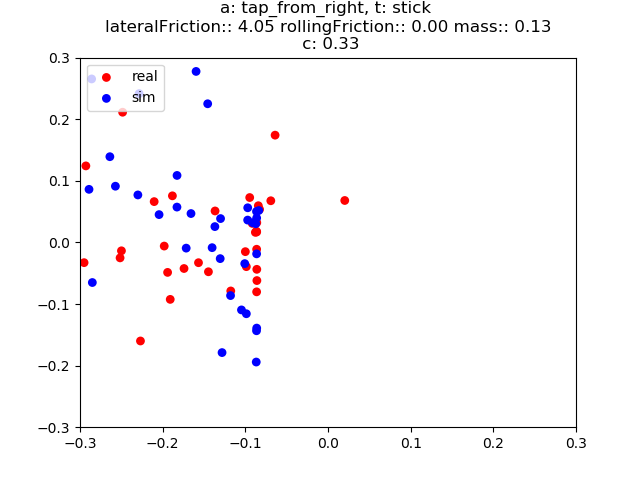 a: tap_from_right, t: stick
lateralFriction:: 4.05 rollingFriction:: 0.00 mass:: 0.13
c: 0.33
real
sim
0.3
0.2
0.1
0.0
−0.1
−0.2
−0.3
−0.3
−0.2
−0.1
0.0
0.1
0.2
0.3